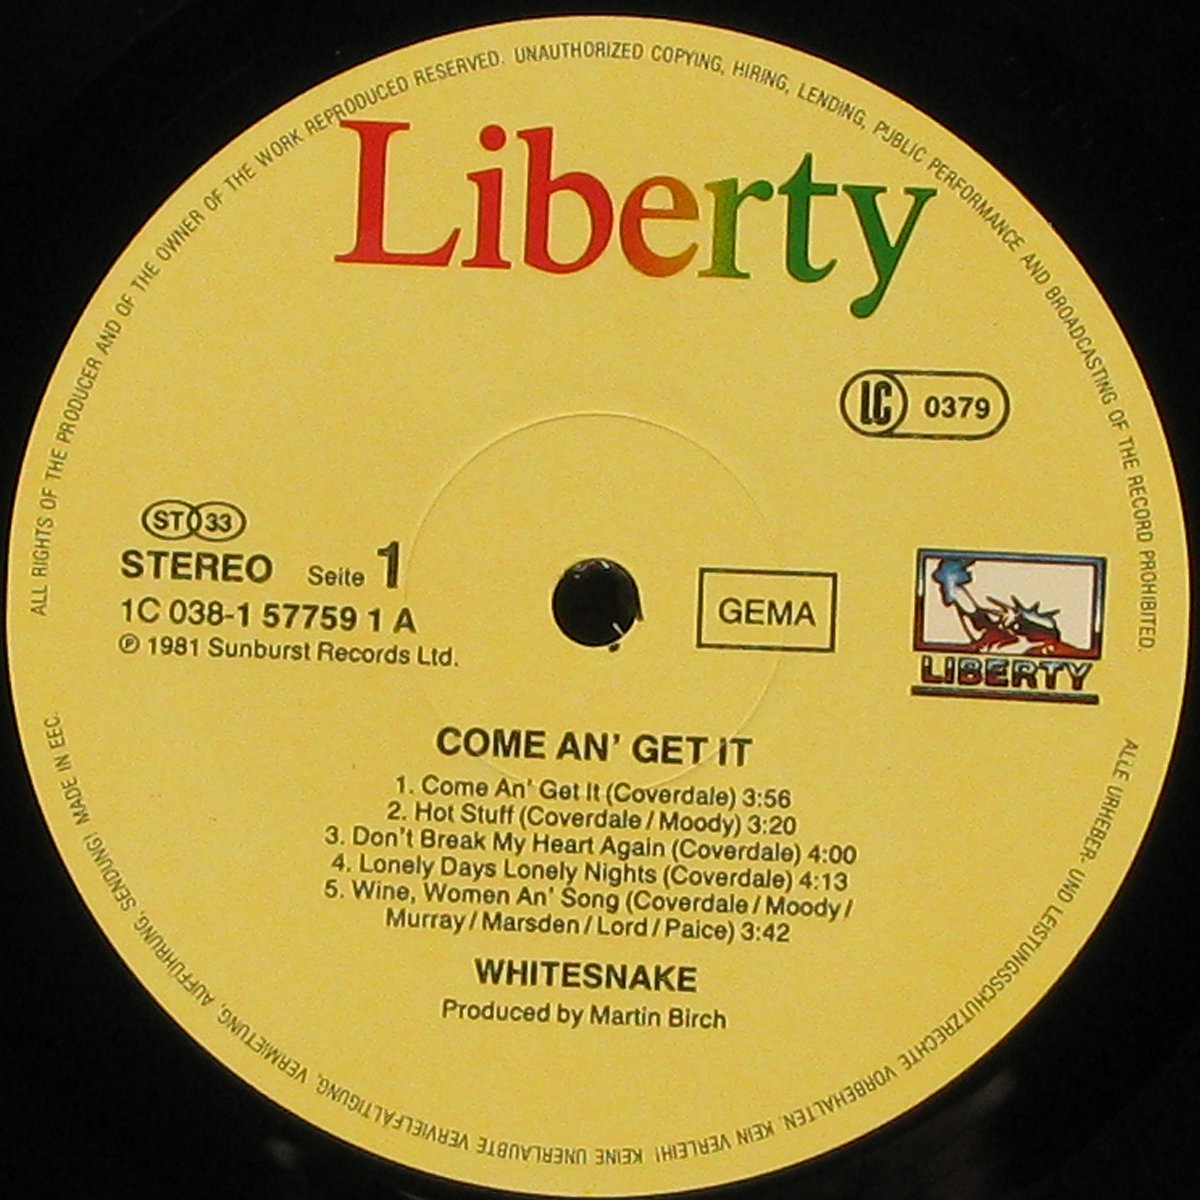 ALL RIGHTS OF THE PRODUCER AND OF THE OWNER OF THE WORK REPRODUCED RESERVED. UNAUTHORIZED COPYING, HIRING, LENDING, PUBLIC PERFORMANCE AND BROADCASTING OF THE RECORD PROHIBITED.
Liberty
LC 0379
ST 33
STEREO Seite 1
1C 038-1 57759 1 A
Ⓟ 1981 Sunburst Records Ltd.
GEMA
LIBERTY
COME AN' GET IT
1. Come An' Get It (Coverdale) 3:56
2. Hot Stuff (Coverdale / Moody) 3:20
3. Don't Break My Heart Again (Coverdale) 4:00
4. Lonely Days Lonely Nights (Coverdale) 4:13
5. Wine, Women An' Song (Coverdale / Moody /
Murray / Marsden / Lord / Paice) 3:42
WHITESNAKE
Produced by Martin Birch
ALLE URHEBER- UND LEISTUNGSSCHUTZRECHTE VORBEHALTEN. KEIN VERLEIH! KEINE UNERLAUBTE VERVIELFÄLTIGUNG, VERMIETUNG, AUFFÜHRUNG, SENDUNG! MADE IN EEC.